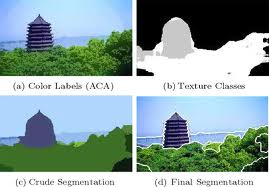 (a) Color Labels (ACA)
(b) Texture Classes
(c) Crude Segmentation
(d) Final Segmentation